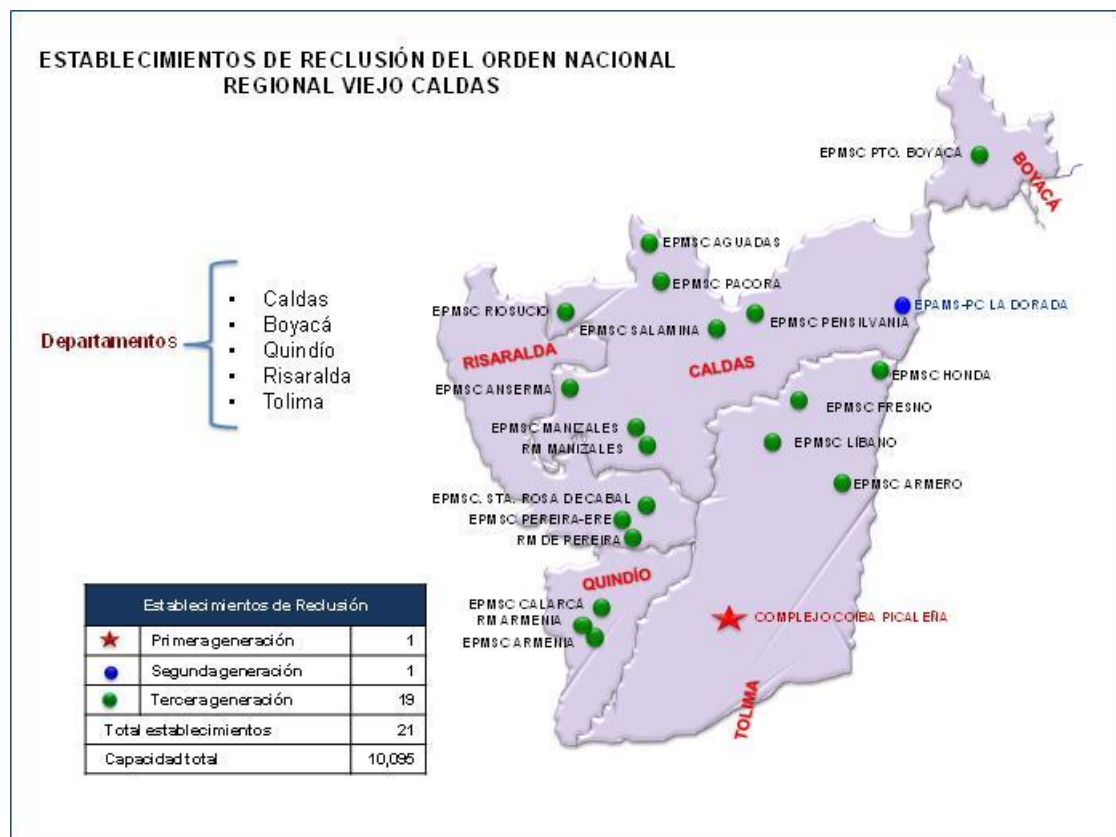 ESTABLECIMIENTOS DE RECLUSIÓN DEL ORDEN NACIONAL
REGIONAL VIEJO CALDAS
EPMSC PTO. BOYACÁ
BOYACÁ
EPMSC AGUADAS
EPMSC PACORA
EPAMS-PC LA DORADA
EPMSC RIOSUCIO
EPMSC PENSILVANIA
EPMSC SALAMINA
Departamentos
▪ Caldas
▪ Boyacá
▪ Quindío
▪ Risaralda
▪ Tolima
RISARALDA
CALDAS
EPMSC HONDA
EPMSC ANSERMA
EPMSC FRESNO
EPMSC MANIZALES
RM MANIZALES
EPMSC LÍBANO
EPMSC ARMERO
EPMSC. STA. ROSA DE CABAL
EPMSC PEREIRA-ERE
RM DE PEREIRA
QUINDÍO
EPMSC CALARCÁ
RM ARMENIA
EPMSC ARMENIA
COMPLEJO COIBA PICALEÑA
TOLIMA
Establecimientos de Reclusión
Primera generación 1
Segunda generación 1
Tercera generación 19
Total establecimientos 21
Capacidad total 10,095